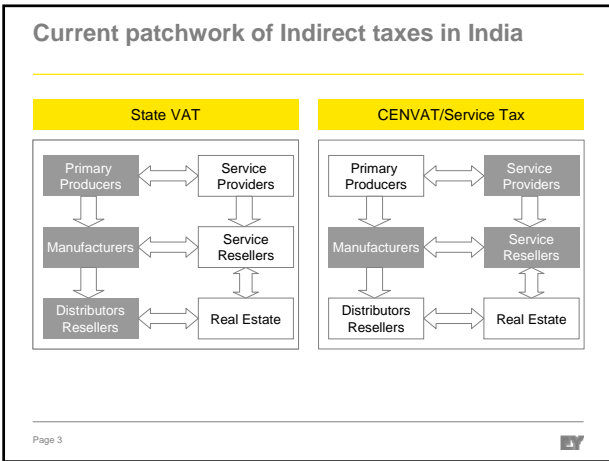 Current patchwork of Indirect taxes in India
State VAT
Primary
Producers
Service
Providers
Manufacturers
Service
Resellers
Distributors
Resellers
Real Estate
CENVAT/Service Tax
Primary
Producers
Service
Providers
Manufacturers
Service
Resellers
Distributors
Resellers
Real Estate
Page 3
EY